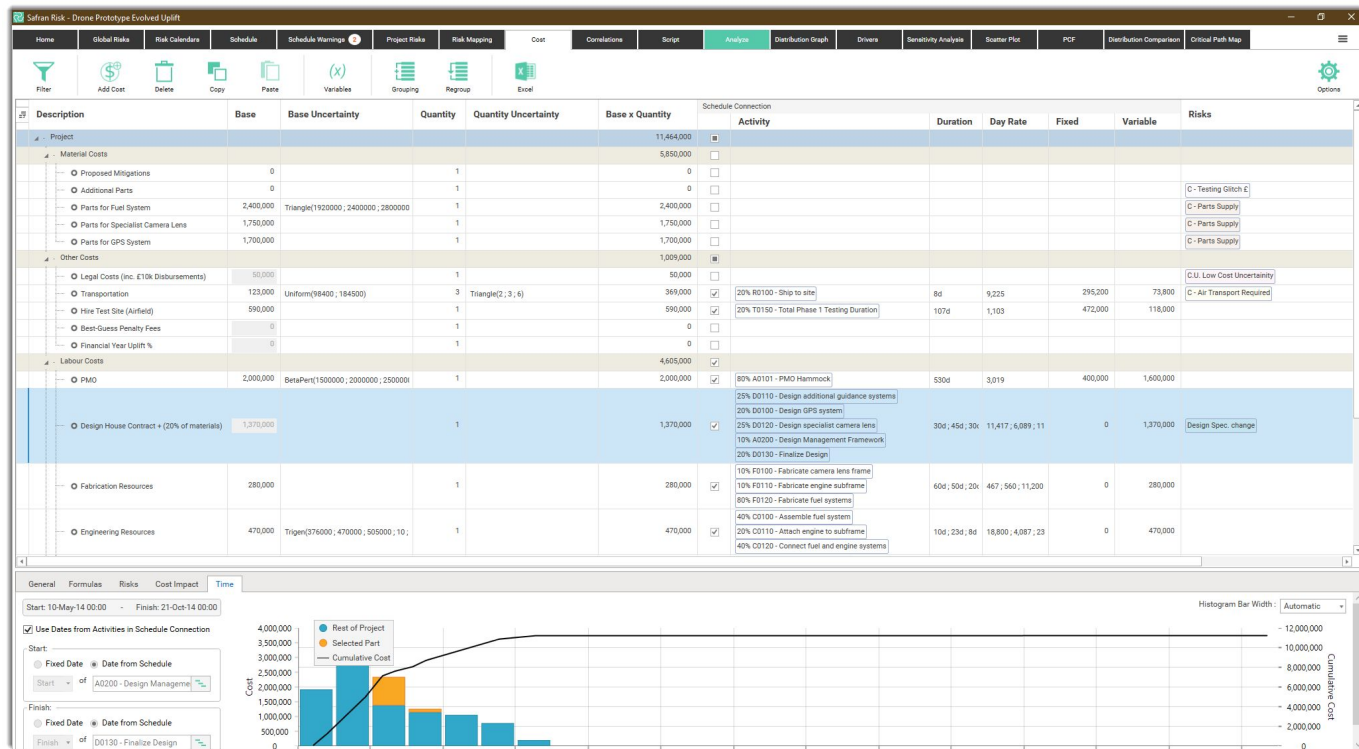 Safran Risk - Drone Prototype Evolved Uplift
Home Global Risks Risk Calendars Schedule Schedule Warnings 2 Project Risks Risk Mapping Cost Correlations Script Analyze Distribution Graph Drivers Sensitivity Analysis Scatter Plot PCF Distribution Comparison Critical Path Map
Filter Add Cost Delete Copy Paste Variables Grouping Regroup Excel Options
Schedule Connection
Description Base Base Uncertainty Quantity Quantity Uncertainty Base x Quantity Activity Duration Day Rate Fixed Variable Risks
Project 11,464,000
Material Costs 5,850,000
Proposed Mitigations 0 1 0
Additional Parts 0 1 0 C - Testing Glitch £
Parts for Fuel System 2,400,000 Triangle(1920000 ; 2400000 ; 2800000 1 2,400,000 C - Parts Supply
Parts for Specialist Camera Lens 1,750,000 1 1,750,000 C - Parts Supply
Parts for GPS System 1,700,000 1 1,700,000 C - Parts Supply
Other Costs 1,009,000
Legal Costs (inc. £10k Disbursements) 50,000 1 50,000 C.U. Low Cost Uncertainity
Transportation 123,000 Uniform(98400 ; 184500) 3 Triangle(2 ; 3 ; 6) 369,000 20% R0100 - Ship to site 8d 9,225 295,200 73,800 C - Air Transport Required
Hire Test Site (Airfield) 590,000 1 590,000 20% T0150 - Total Phase 1 Testing Duration 107d 1,103 472,000 118,000
Best-Guess Penalty Fees 0 1 0
Financial Year Uplift % 0 1 0
Labour Costs 4,605,000
PMO 2,000,000 BetaPert(1500000 ; 2000000 ; 250000( 1 2,000,000 80% A0101 - PMO Hammock 530d 3,019 400,000 1,600,000
25% D0110 - Design additional guidance systems
20% D0100 - Design GPS system
Design House Contract + (20% of materials) 1,370,000 1 1,370,000 25% D0120 - Design specialist camera lens 30d ; 45d ; 30d 11,417 ; 6,089 ; 11 0 1,370,000 Design Spec. change
10% A0200 - Design Management Framework
20% D0130 - Finalize Design
10% F0100 - Fabricate camera lens frame
Fabrication Resources 280,000 1 280,000 10% F0110 - Fabricate engine subframe 60d ; 50d ; 20d 467 ; 560 ; 11,200 0 280,000
80% F0120 - Fabricate fuel systems
40% C0100 - Assemble fuel system
Engineering Resources 470,000 Trigen(376000 ; 470000 ; 505000 ; 10 ; 1 470,000 20% C0110 - Attach engine to subframe 10d ; 23d ; 8d 18,800 ; 4,087 ; 23 0 470,000
40% C0120 - Connect fuel and engine systems
General Formulas Risks Cost Impact Time
Start: 10-May-14 00:00 - Finish: 21-Oct-14 00:00
Histogram Bar Width : Automatic
Use Dates from Activities in Schedule Connection
Start:
Fixed Date Date from Schedule
Start of A0200 - Design Manageme
Finish:
Fixed Date Date from Schedule
Finish of D0130 - Finalize Design
Cost
4,000,000
3,500,000
3,000,000
2,500,000
2,000,000
1,500,000
1,000,000
500,000
0
Rest of Project
Selected Part
Cumulative Cost
12,000,000
10,000,000
8,000,000
6,000,000
4,000,000
2,000,000
0
Cumulative Cost